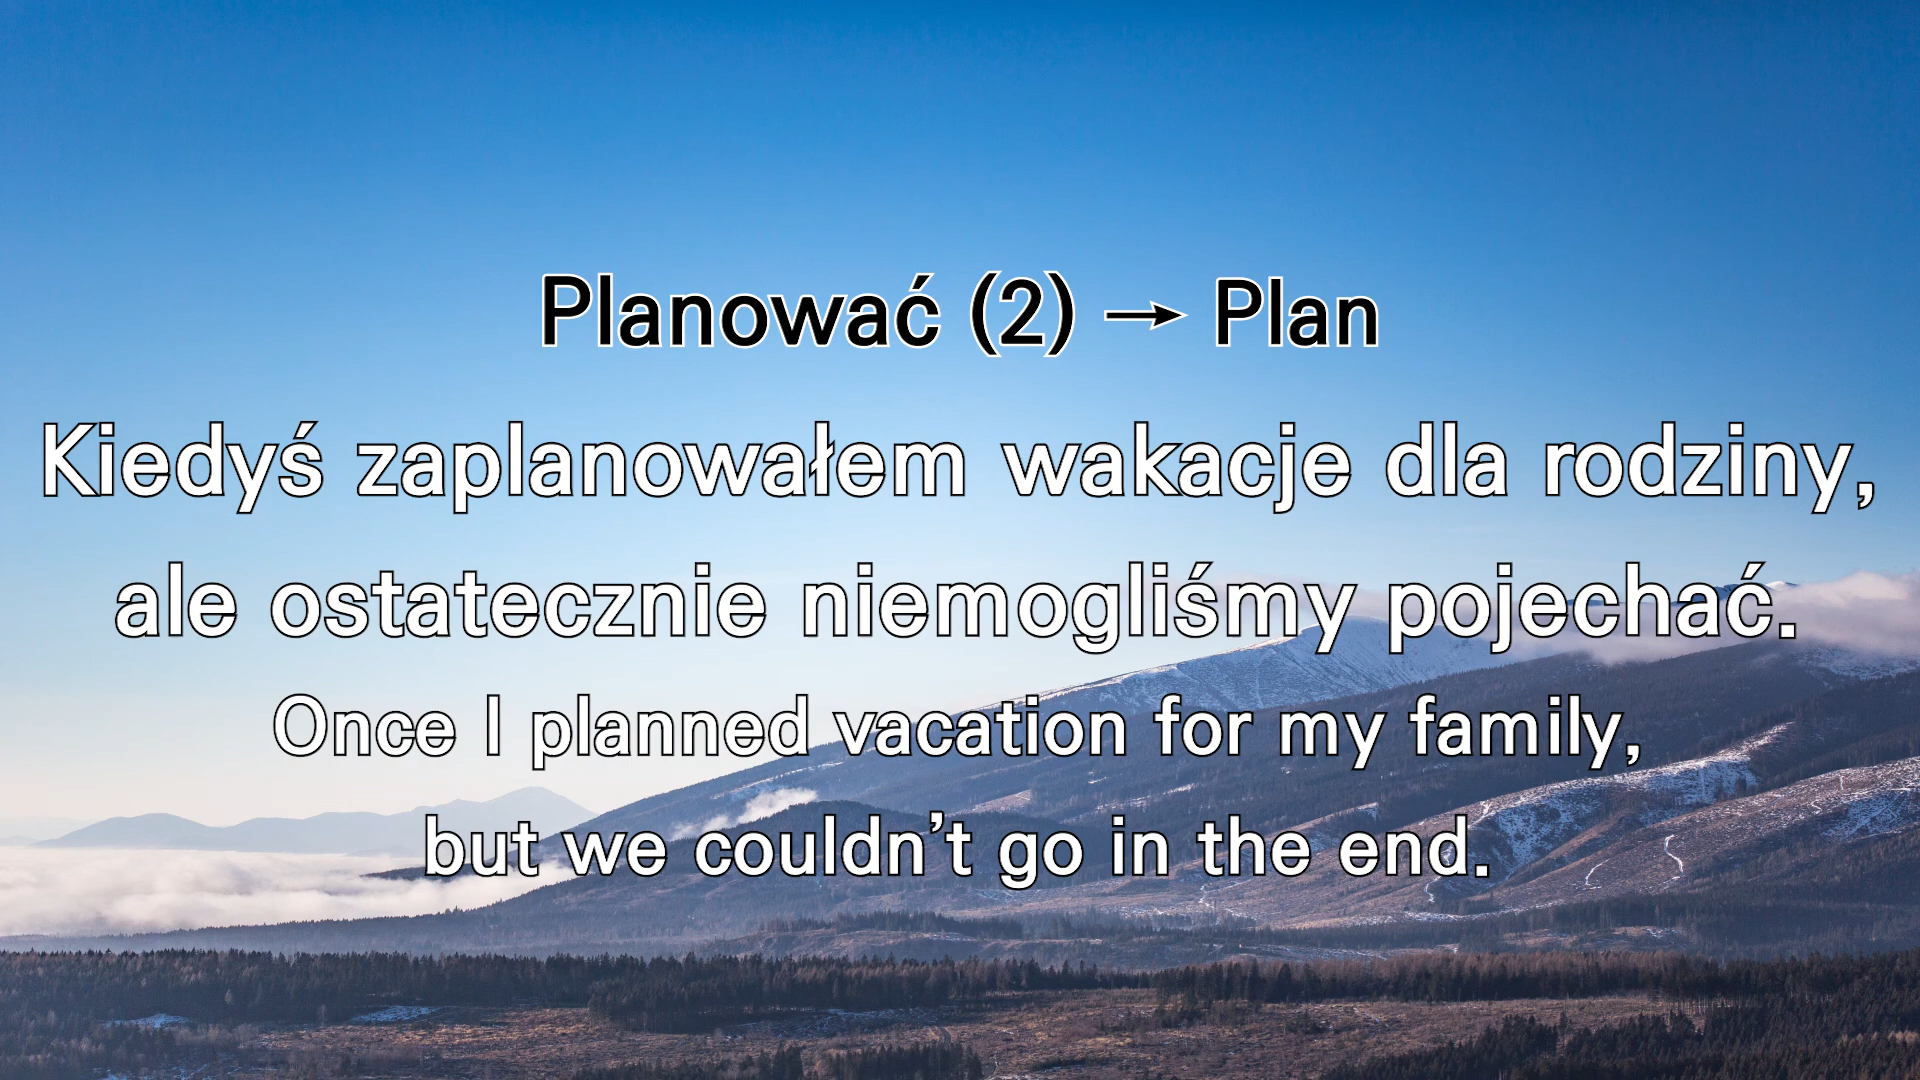 Planować (2) → Plan
Kiedyś zaplanowałem wakacje dla rodziny,
ale ostatecznie niemogliśmy pojechać.
Once I planned vacation for my family,
but we couldn’t go in the end.